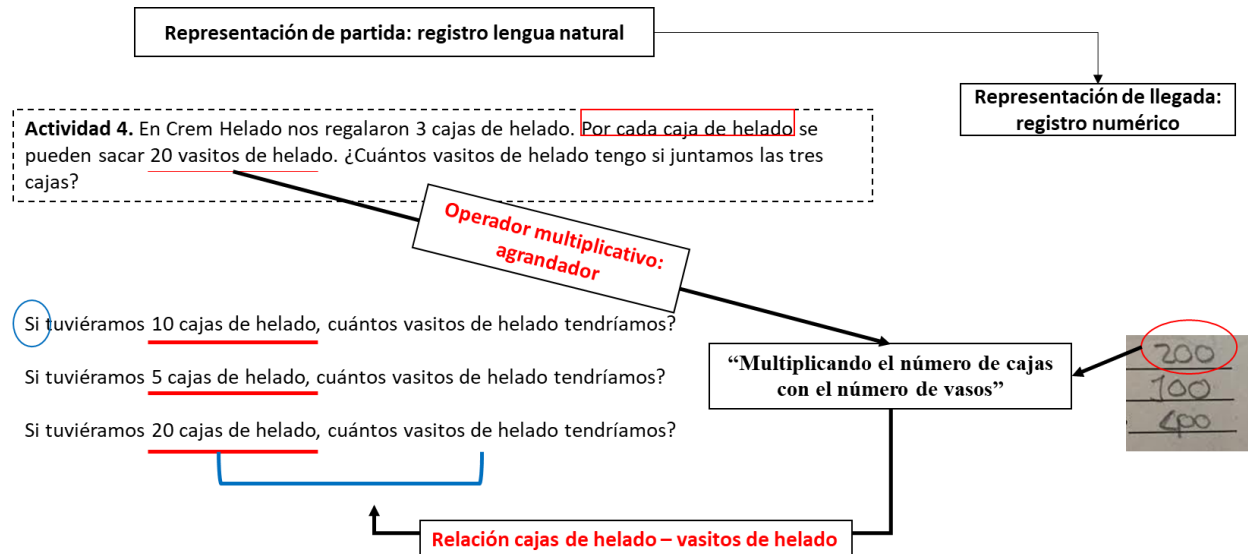 Representación de partida: registro lengua natural
Representación de llegada:
registro numérico
Actividad 4. En Crem Helado nos regalaron 3 cajas de helado. Por cada caja de helado se
pueden sacar 20 vasitos de helado. ¿Cuántos vasitos de helado tengo si juntamos las tres
cajas?
Operador multiplicativo:
agrandador
Si tuviéramos 10 cajas de helado, cuántos vasitos de helado tendríamos?
Si tuviéramos 5 cajas de helado, cuántos vasitos de helado tendríamos?
Si tuviéramos 20 cajas de helado, cuántos vasitos de helado tendríamos?
“Multiplicando el número de cajas
con el número de vasos”
200
100
400
Relación cajas de helado – vasitos de helado